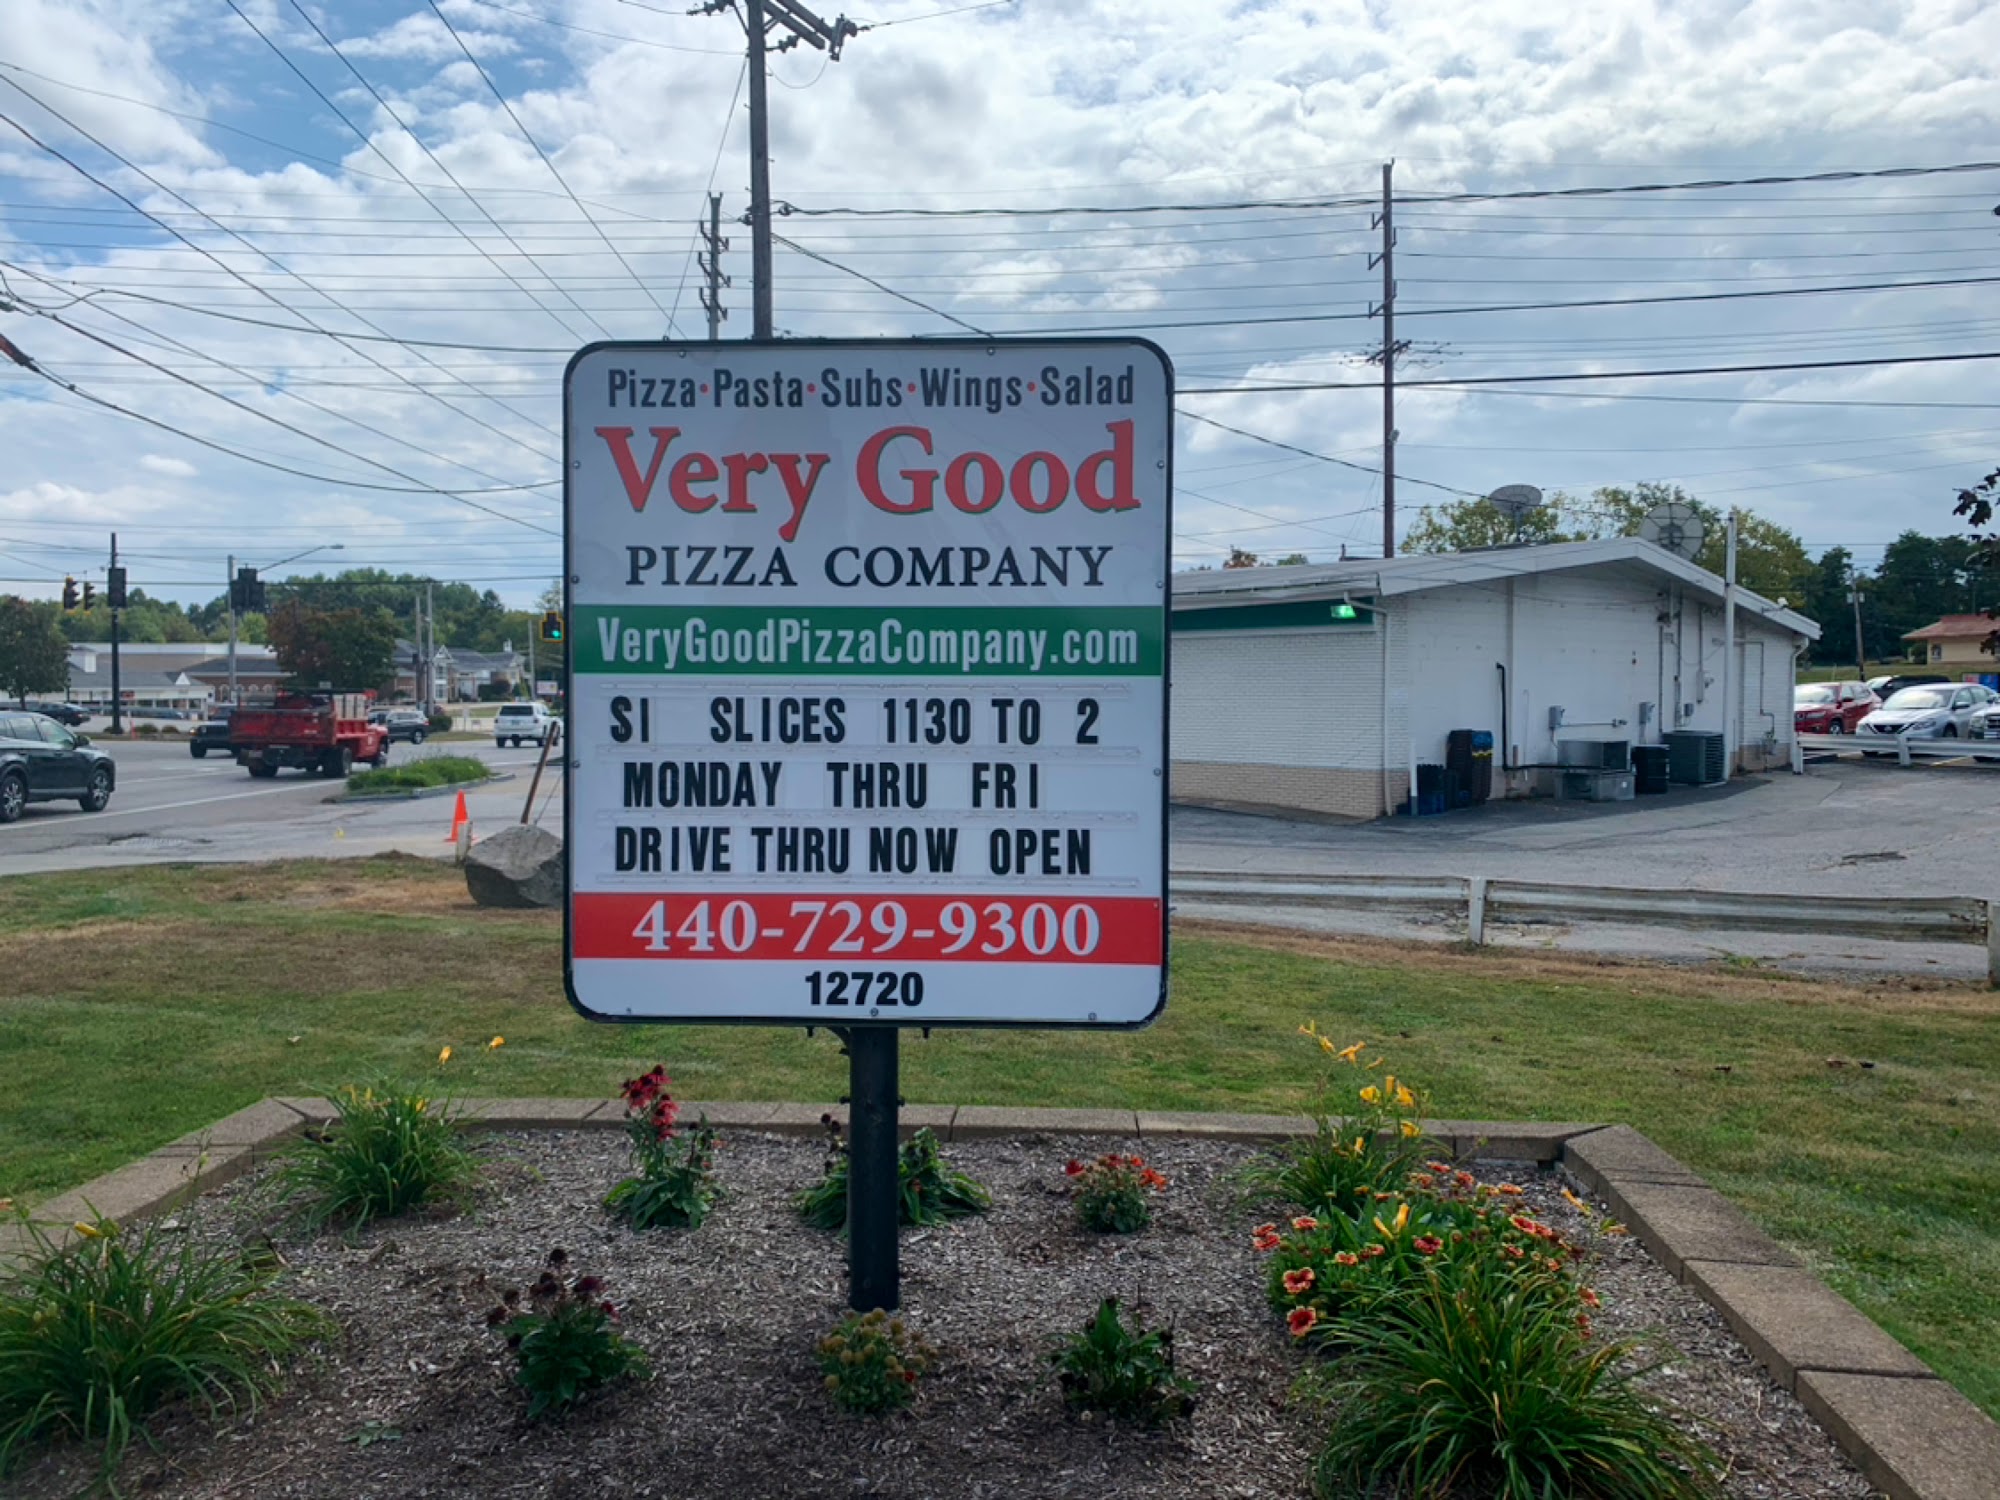 Pizza•Pasta•Subs•Wings•Salad
Very Good
PIZZA COMPANY
VeryGoodPizzaCompany.com
SI SLICES 1130 TO 2
MONDAY THRU FRI
DRIVE THRU NOW OPEN
440-729-9300
12720